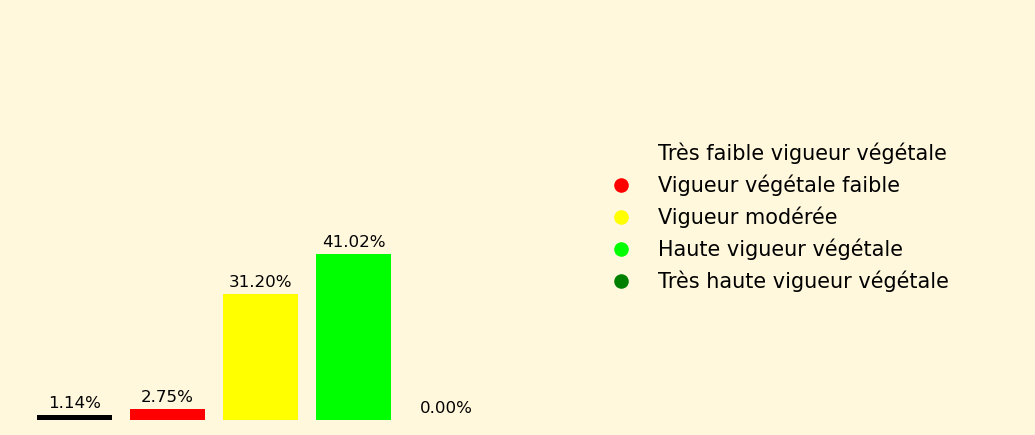 1.14%
2.75%
31.20%
41.02%
0.00%
Très faible vigueur végétale
Vigueur végétale faible
Vigueur modérée
Haute vigueur végétale
Très haute vigueur végétale